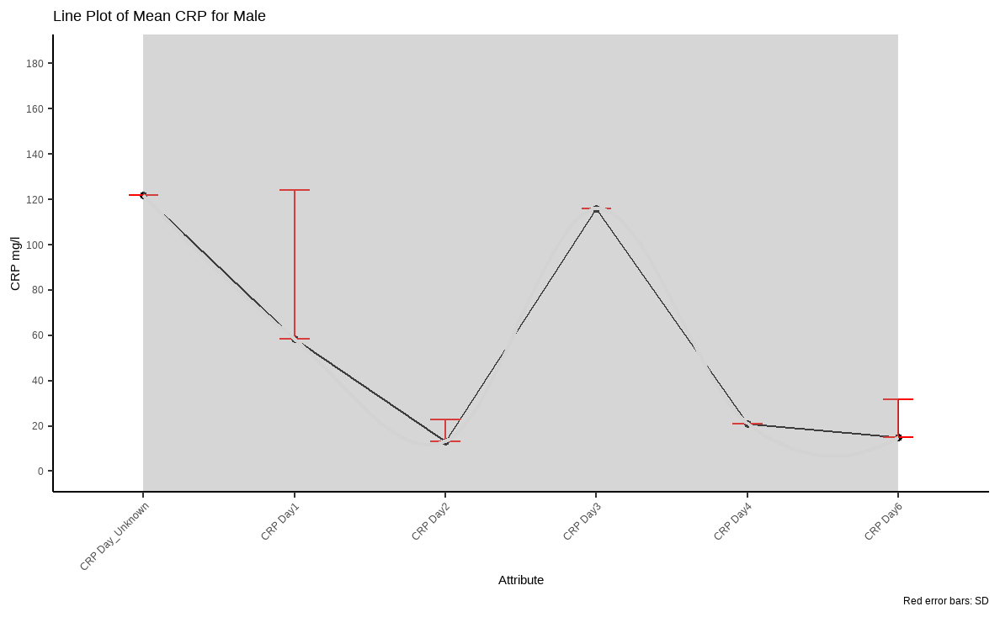 Line Plot of Mean CRP for Male
CRP mg/l
180
160
140
120
100
80
60
40
20
0
CRP Day_Unknown
CRP Day1
CRP Day2
CRP Day3
CRP Day4
CRP Day6
Attribute
Red error bars: SD